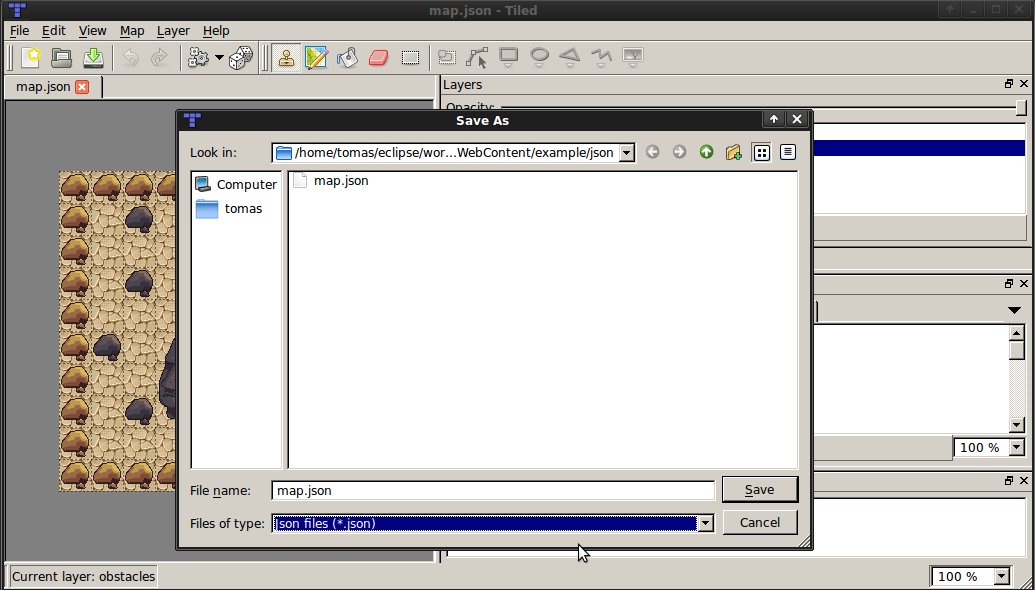 map.json - Tiled
File Edit View Map Layer Help
map.json
Layers
Opacity:
Save As
Look in: /home/tomas/eclipse/wor...WebContent/example/json
Computer
tomas
map.json
File name: map.json
Save
Files of type: Json files (*.json)
Cancel
100 %
Current layer: obstacles
100 %